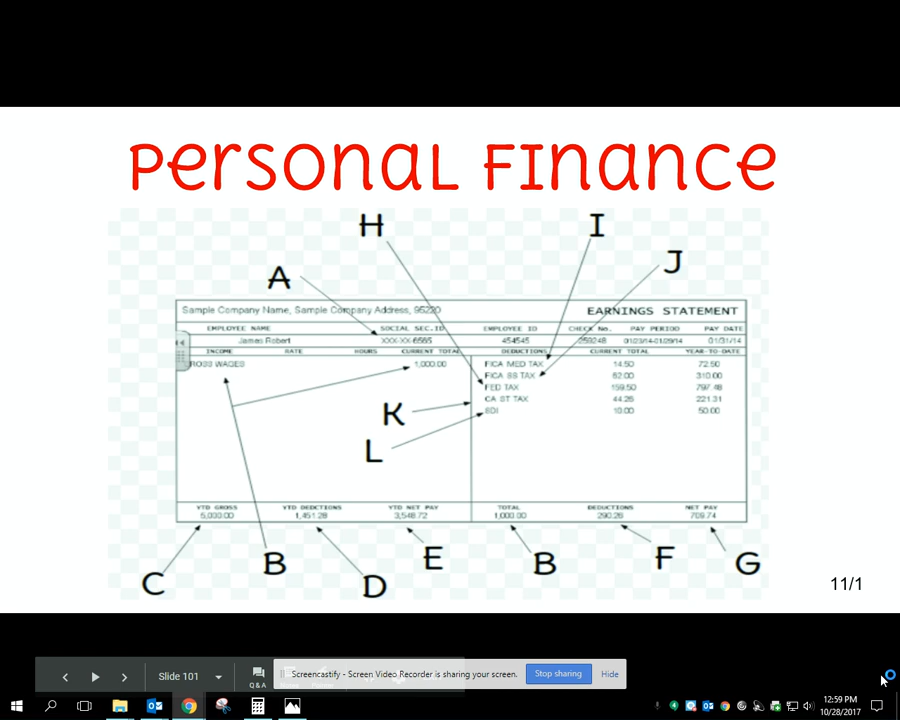 Personal Finance
H
I
J
A
Sample Company Name, Sample Company Address, 95220 EARNINGS STATEMENT
EMPLOYEE NAME SOCIAL SEC. ID EMPLOYEE ID CHECK No. PAY PERIOD PAY DATE
James Robert XXX-XX-6565 454545 259248 01/23/14-01/29/14 01/31/14
INCOME RATE HOURS CURRENT TOTAL DEDUCTIONS CURRENT TOTAL YEAR-TO-DATE
ROSS WAGES 1,000.00 FICA MED TAX 14.50 72.50
FICA SS TAX 62.00 310.00
FED TAX 159.50 797.48
CA ST TAX 44.26 221.31
SDI 10.00 50.00
K
L
YTD GROSS YTD DEDCTIONS YTD NET PAY TOTAL DEDUCTIONS NET PAY
5,000.00 1,451.28 3,548.72 1,000.00 290.26 709.74
C
B
D
E
B
F
G
11/1
Slide 101
Q & A
Screencastify - Screen Video Recorder is sharing your screen. Stop sharing Hide
12:59 PM
10/28/2017